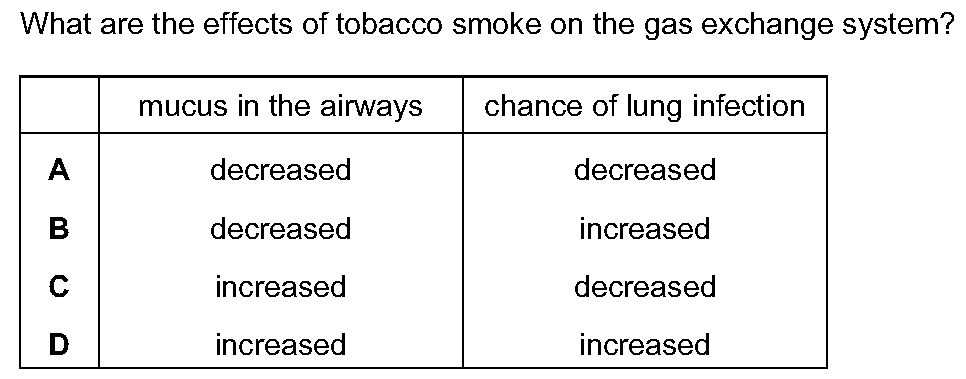 What are the effects of tobacco smoke on the gas exchange system?
mucus in the airways chance of lung infection
A decreased decreased
B decreased increased
C increased decreased
D increased increased